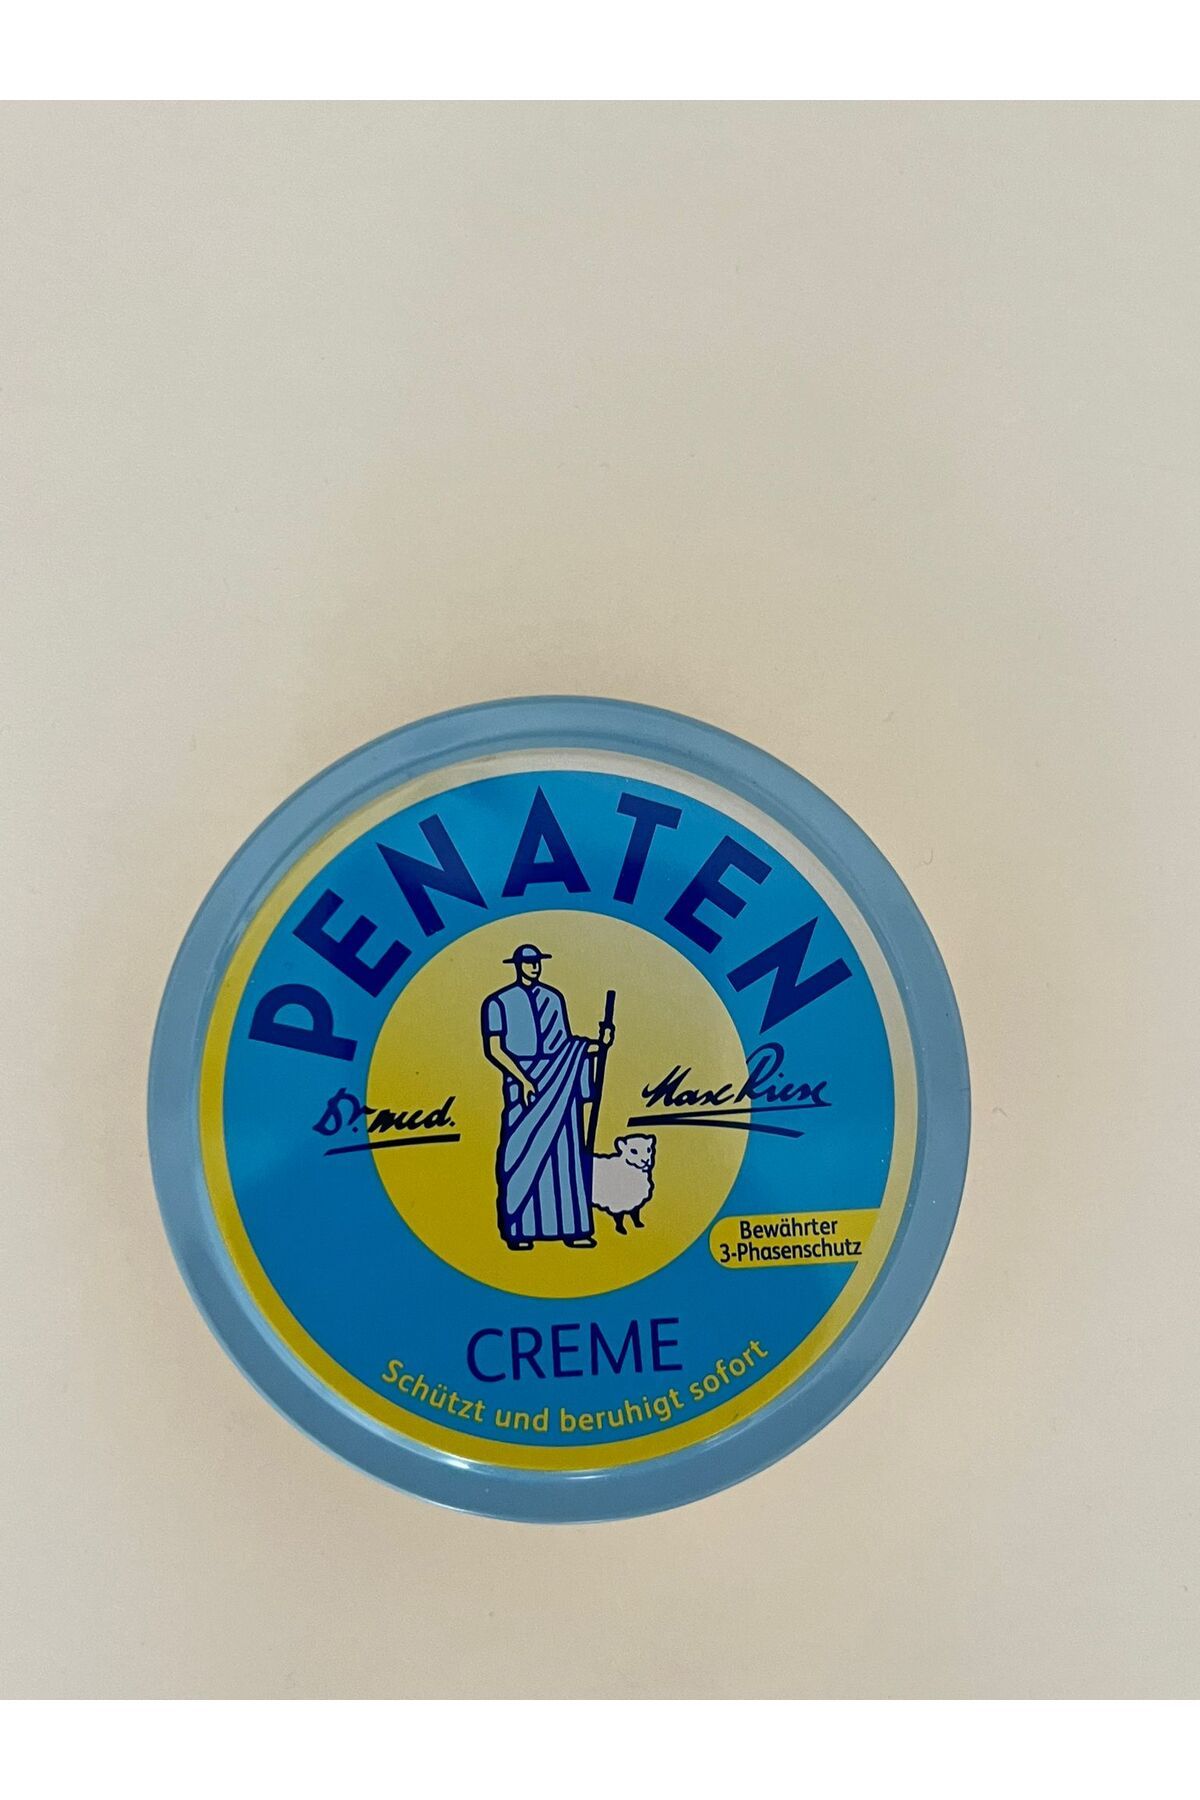 PENATEN
Dr. med. Max Riese
Bewährter
3-Phasenschutz
CREME
Schützt und beruhigt sofort